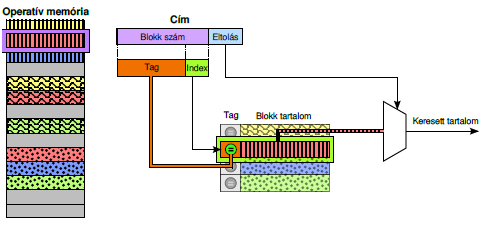 Operatív memória
Cím
Blokk szám
Eltolás
Tag
Index
Tag
Blokk tartalom
Keresett tartalom